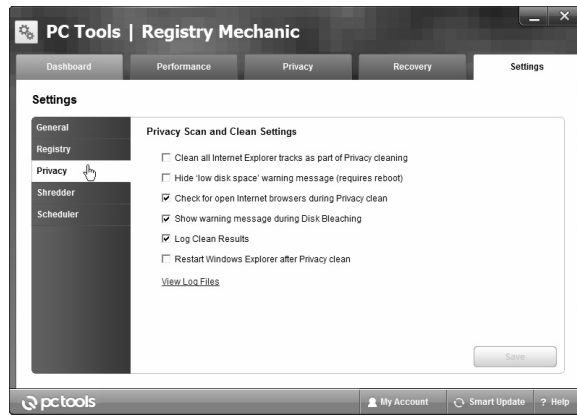 PC Tools | Registry Mechanic
Dashboard
Performance
Privacy
Recovery
Settings
Settings
General
Registry
Privacy
Shredder
Scheduler
Privacy Scan and Clean Settings
Clean all Internet Explorer tracks as part of Privacy cleaning
Hide 'low disk space' warning message (requires reboot)
Check for open Internet browsers during Privacy clean
Show warning message during Disk Bleaching
Log Clean Results
Restart Windows Explorer after Privacy clean
View Log Files
Save
pctools
My Account
Smart Update
? Help